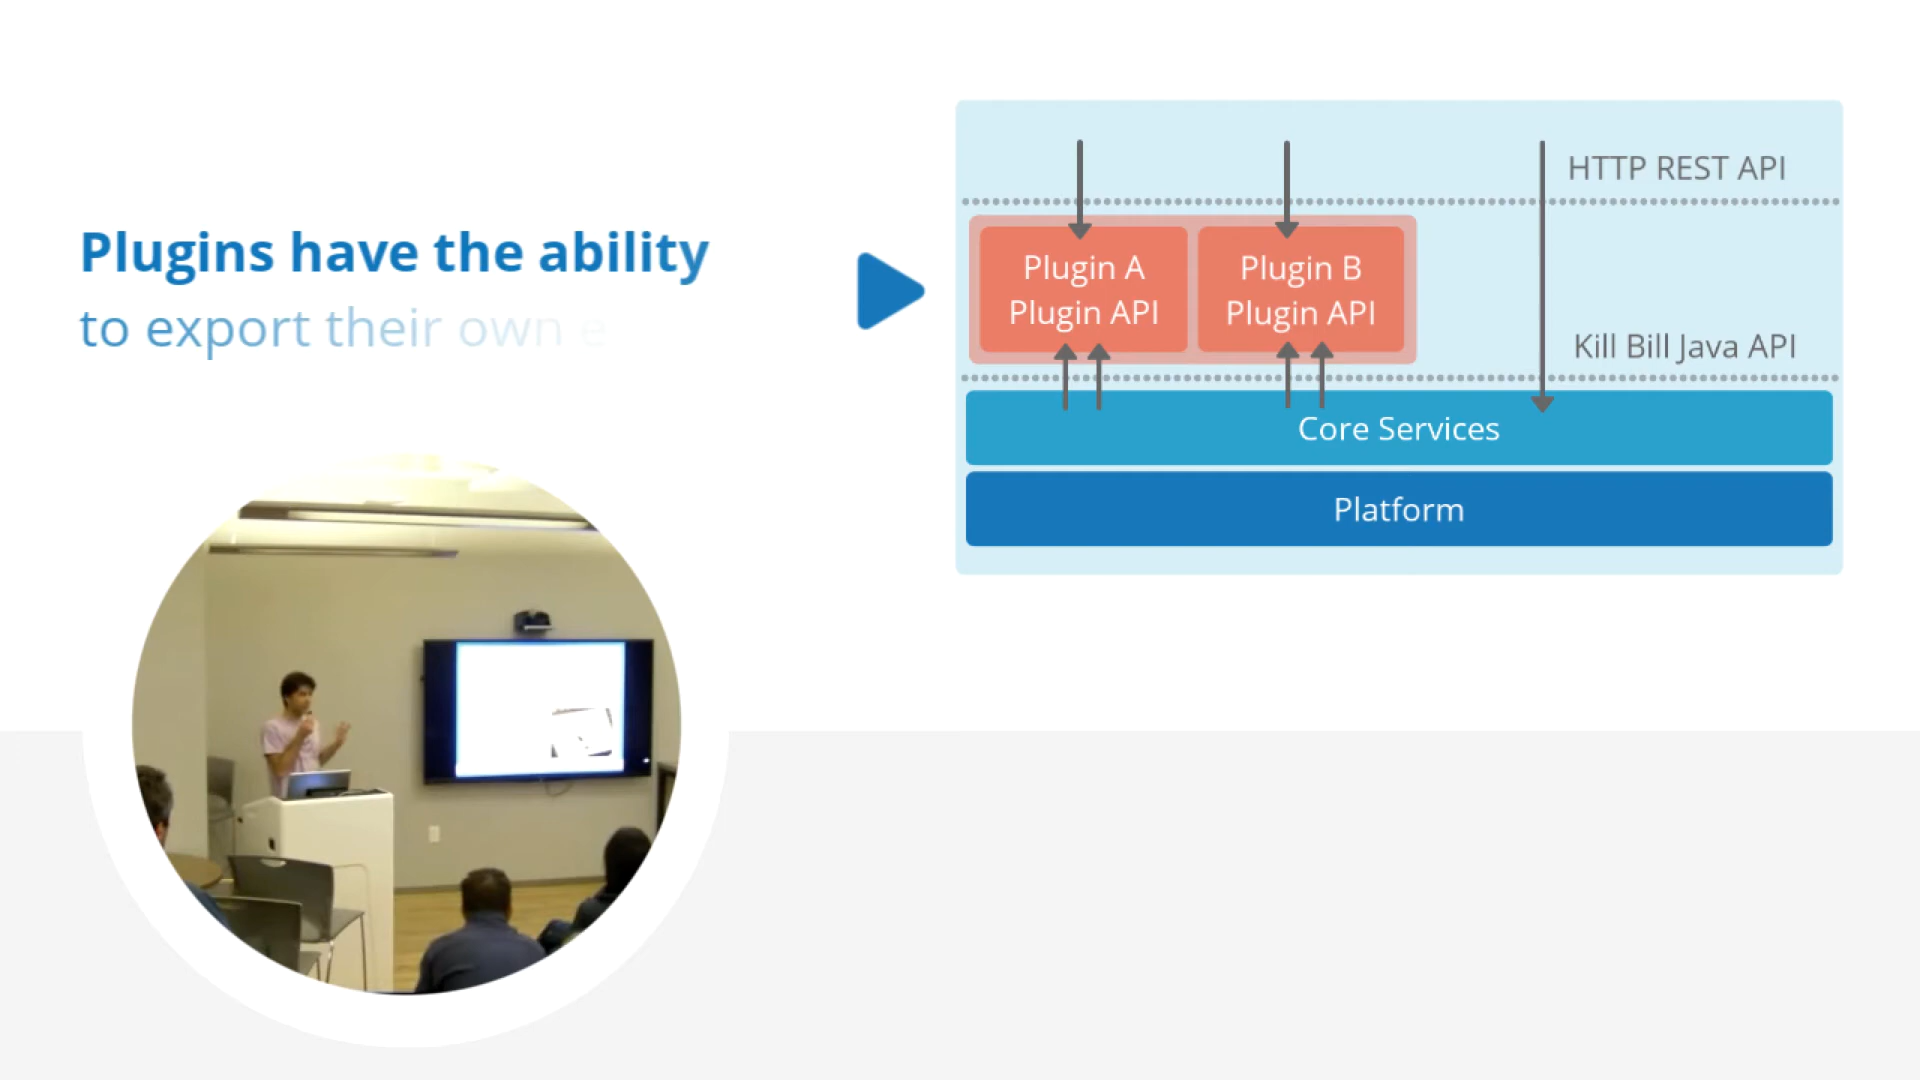 Plugins have the ability
to export their own e
HTTP REST API
Plugin A
Plugin API
Plugin B
Plugin API
Kill Bill Java API
Core Services
Platform